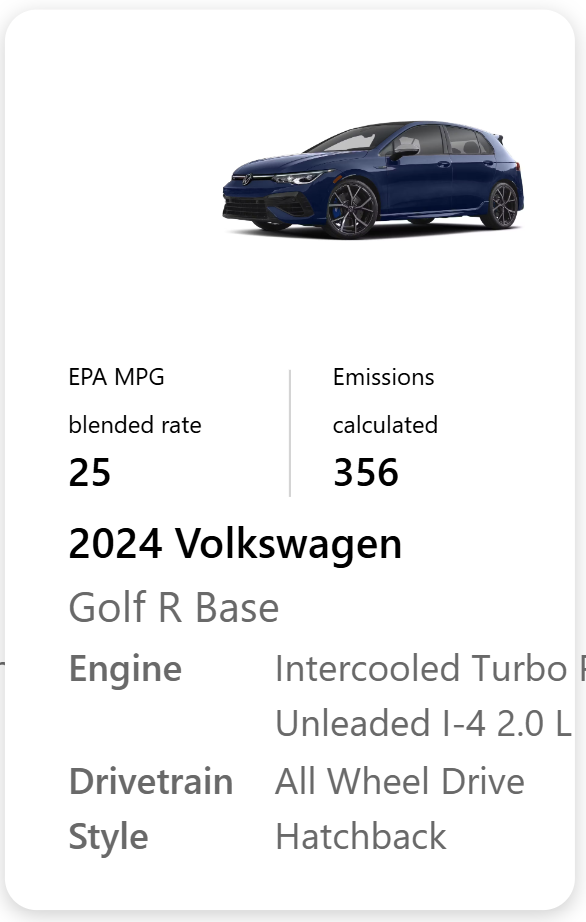 EPA MPG
blended rate
25
Emissions
calculated
356
2024 Volkswagen
Golf R Base
Engine Intercooled Turbo
Unleaded I-4 2.0 L
Drivetrain All Wheel Drive
Style Hatchback